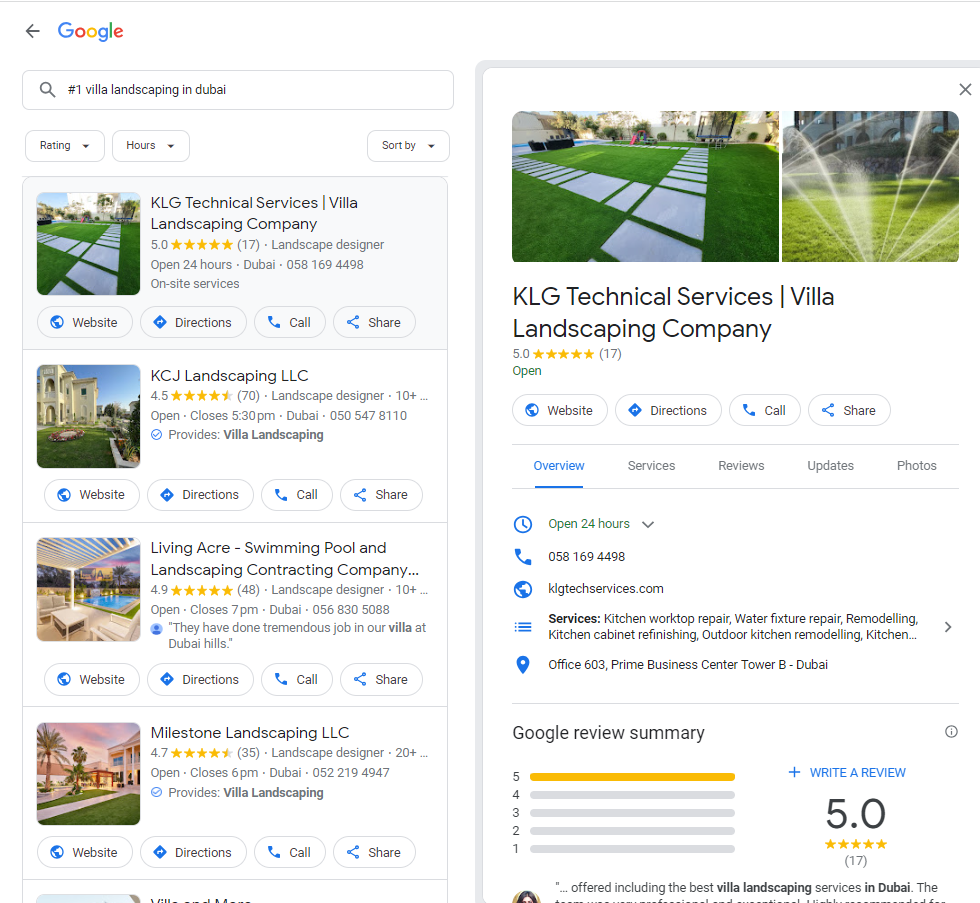 Google
#1 villa landscaping in dubai
Rating
Hours
Sort by
KLG Technical Services | Villa
Landscaping Company
5.0 (17) · Landscape designer
Open 24 hours · Dubai · 058 169 4498
On-site services
Website
Directions
Call
Share
KCJ Landscaping LLC
4.5 (70) · Landscape designer · 10+ ...
Open · Closes 5:30 pm · Dubai · 050 547 8110
Provides: Villa Landscaping
Website
Directions
Call
Share
Living Acre - Swimming Pool and
Landscaping Contracting Company...
4.9 (48) · Landscape designer · 10+ ...
Open · Closes 7 pm · Dubai · 056 830 5088
"They have done tremendous job in our villa at
Dubai hills."
Website
Directions
Call
Share
Milestone Landscaping LLC
4.7 (35) · Landscape designer · 20+ ...
Open · Closes 6 pm · Dubai · 052 219 4947
Provides: Villa Landscaping
Website
Directions
Call
Share
KLG Technical Services | Villa
Landscaping Company
5.0 (17)
Open
Website
Directions
Call
Share
Overview
Services
Reviews
Updates
Photos
Open 24 hours
058 169 4498
klgtechservices.com
Services: Kitchen worktop repair, Water fixture repair, Remodelling,
Kitchen cabinet refinishing, Outdoor kitchen remodelling, Kitchen...
Office 603, Prime Business Center Tower B - Dubai
Google review summary
5
4
3
2
1
WRITE A REVIEW
5.0
(17)
"... offered including the best villa landscaping services in Dubai. The